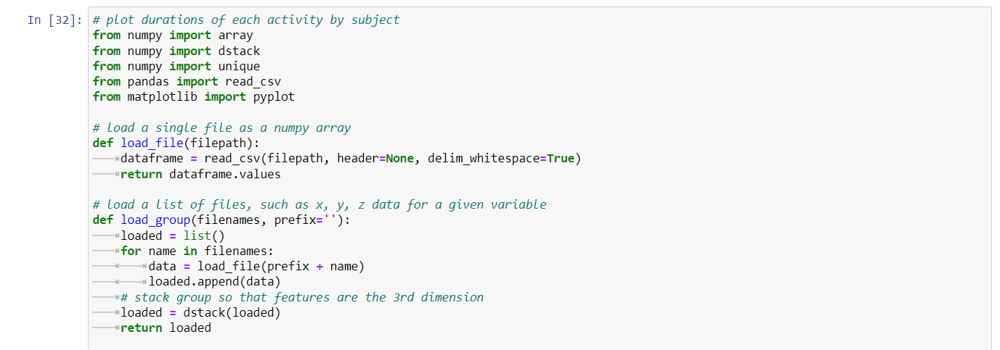 In [32]:
# plot durations of each activity by subject
from numpy import array
from numpy import dstack
from numpy import unique
from pandas import read_csv
from matplotlib import pyplot
# load a single file as a numpy array
def load_file(filepath):
dataframe = read_csv(filepath, header=None, delim_whitespace=True)
return dataframe.values
# load a list of files, such as x, y, z data for a given variable
def load_group(filenames, prefix=''):
loaded = list()
for name in filenames:
data = load_file(prefix + name)
loaded.append(data)
# stack group so that features are the 3rd dimension
loaded = dstack(loaded)
return loaded